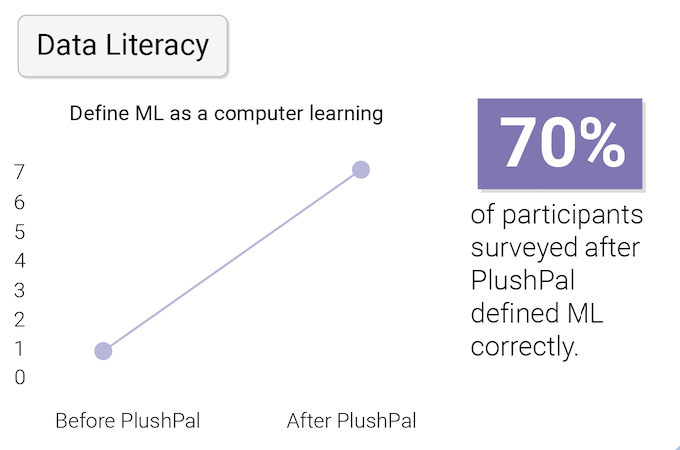 Data Literacy
Define ML as a computer learning
7
6
5
4
3
2
1
0
Before PlushPal
After PlushPal
70%
of participants
surveyed after
PlushPal
defined ML
correctly.